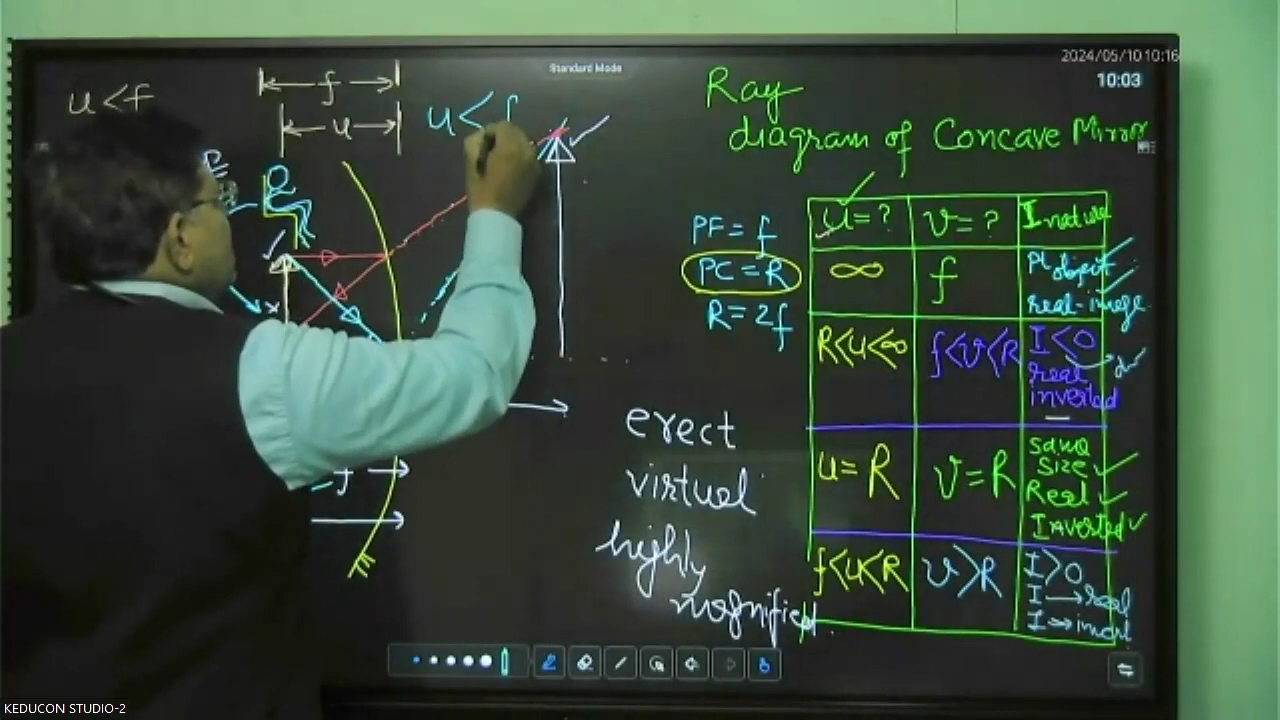 2024/05/10 10:16
Standard Mode
10:03
Ray
diagram of Concave Mirror
u<f
f
u
u< f
PF = f
PC = R
R = 2f
u=?
v=?
I nature
∞
f
Pt object
real-image
R<u<∞
f<v<R
I<O
real
inverted
u=R
v=R
same
size
Real
Inverted
f<u<R
v>R
I>O
I → real
I → invert
erect
virtual
highly
magnified.
f
KEDUCON STUDIO-2